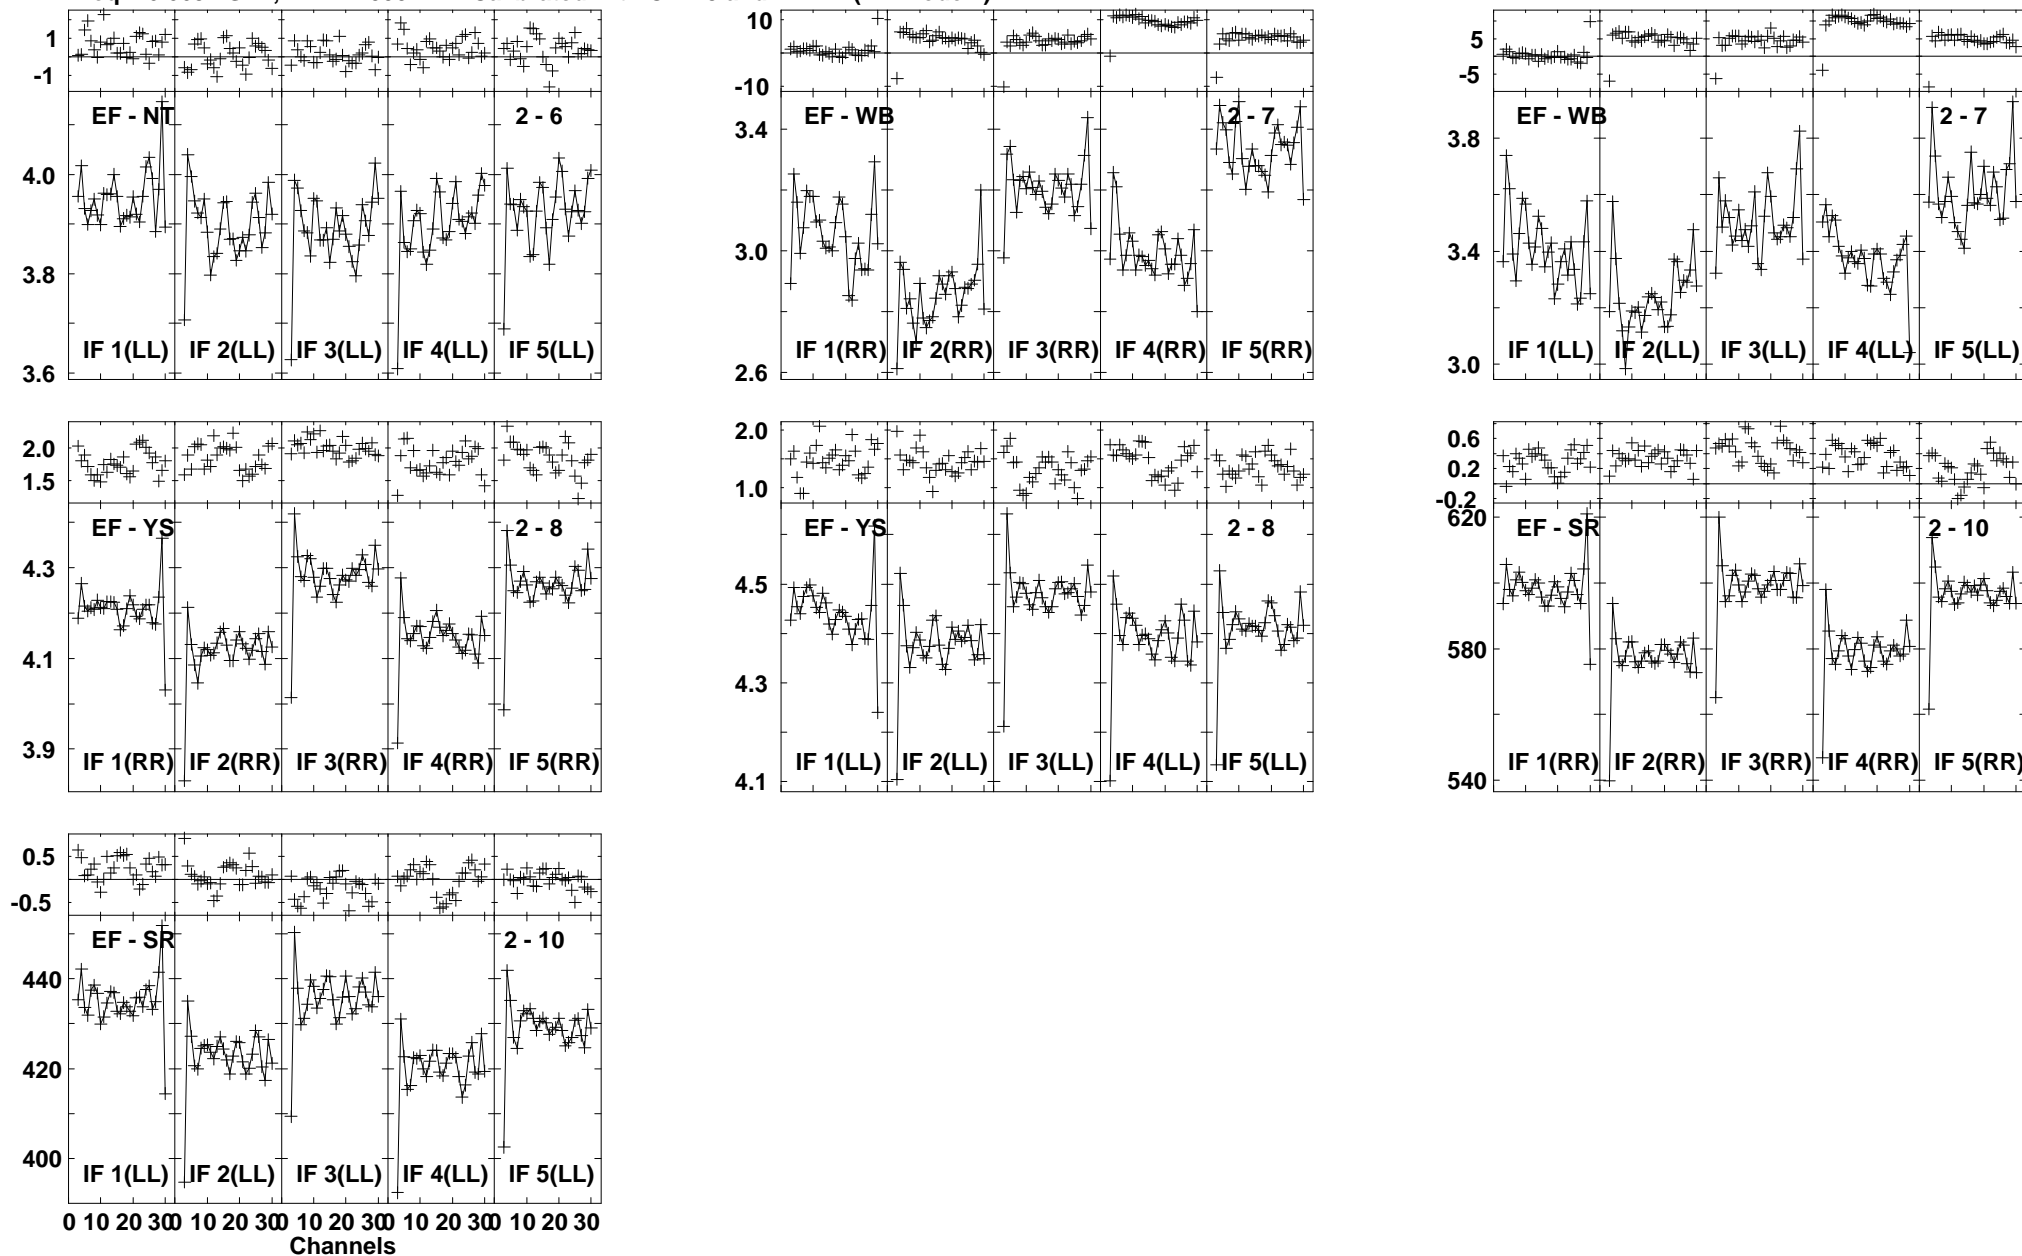 1
-1
EF - NT
2 - 6
4.0
3.8
3.6
IF 1(LL)
IF 2(LL)
IF 3(LL)
IF 4(LL)
IF 5(LL)
10
-10
EF - WB
2 - 7
3.4
3.0
2.6
IF 1(RR)
IF 2(RR)
IF 3(RR)
IF 4(RR)
IF 5(RR)
5
-5
EF - WB
2 - 7
3.8
3.4
3.0
IF 1(LL)
IF 2(LL)
IF 3(LL)
IF 4(LL)
IF 5(LL)
2.0
1.5
EF - YS
2 - 8
4.3
4.1
3.9
IF 1(RR)
IF 2(RR)
IF 3(RR)
IF 4(RR)
IF 5(RR)
2.0
1.0
EF - YS
2 - 8
4.5
4.3
4.1
IF 1(LL)
IF 2(LL)
IF 3(LL)
IF 4(LL)
IF 5(LL)
0.6
0.2
-0.2
620
EF - SR
2 - 10
580
540
IF 1(RR)
IF 2(RR)
IF 3(RR)
IF 4(RR)
IF 5(RR)
0.5
-0.5
EF - SR
2 - 10
440
420
400
IF 1(LL)
IF 2(LL)
IF 3(LL)
IF 4(LL)
IF 5(LL)
0 10 20 30 0 10 20 30 0 10 20 30 0 10 20 30 0 10 20 30
Channels